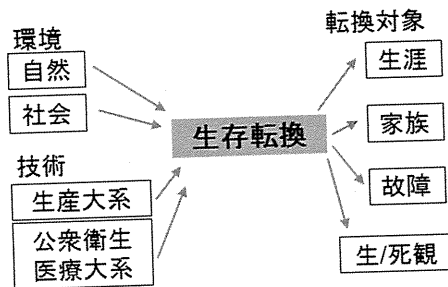 環境
自然
社会
技術
生産大系
公衆衛生
医療大系
生存転換
転換対象
生涯
家族
故障
生/死観